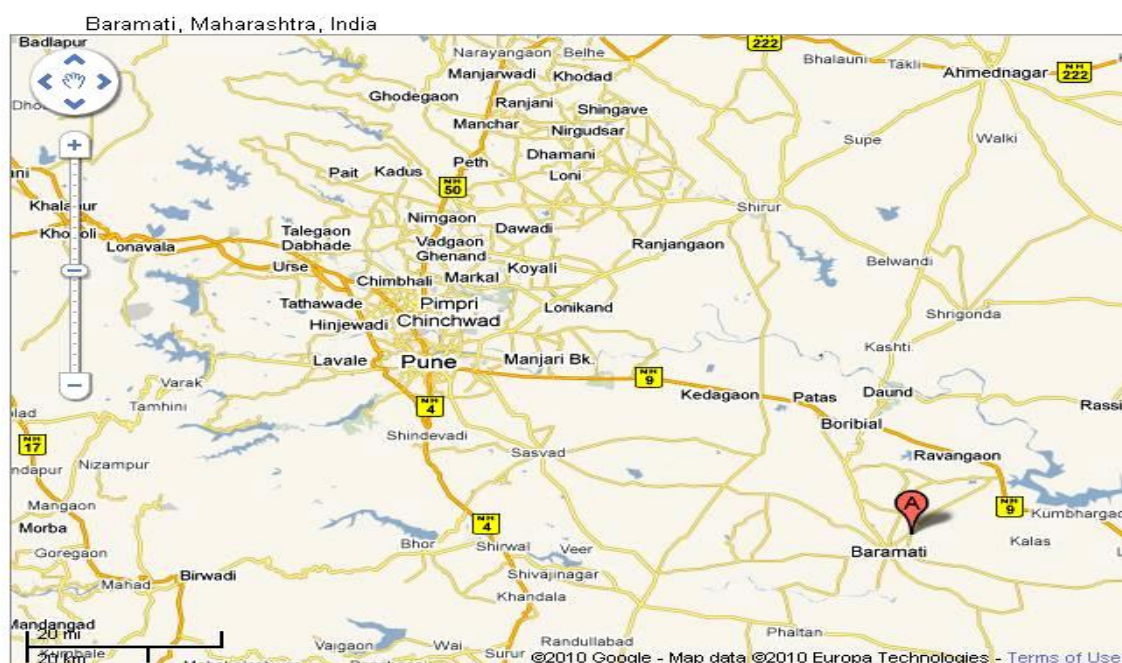 Baramati, Maharashtra, India
Badlapur
Narayangaon Belhe
NH 222
Bhalauni Takli
Ahmednagar
NH 222
Manjarwadi Khodad
Ghodegaon
Ranjani Shingave
Manchar Nirgudsar
Supe Walki
Dhamani
Peth
Pait Kadus
Loni
NH 50
Khalapur
Nimgaon
Shirur
Talegaon
Dabhade
Dawadi
Khopoli
Lonavala
Vadgaon
Ghenand
Ranjangaon
Urse
Koyali
Belwandi
Chimbhali Markal
Tathawade
Pimpri
Chinchwad
Lonikand
Shrigonda
Hinjewadi
Kashti
Lavale
Pune
Manjari Bk.
Varak
NH 9
Kedagaon Patas Daund
Tamhini
NH 4
Rassi
Boribial
NH 17
Shindevadi
Sasvad
Ravangaon
Nizampur
ndapur
Mangaon
A
NH 9
Kumbhargao
Morba
NH 4
Kalas
Goregaon
Bhor Shirwal Veer
Baramati
Mahad Birwadi
Shivajinagar
Khandala
Mandangad
20 mi
20 km
Phaltan
Vaigaon Wai
Randullabad
Surur
©2010 Google - Map data ©2010 Europa Technologies - Terms of Use